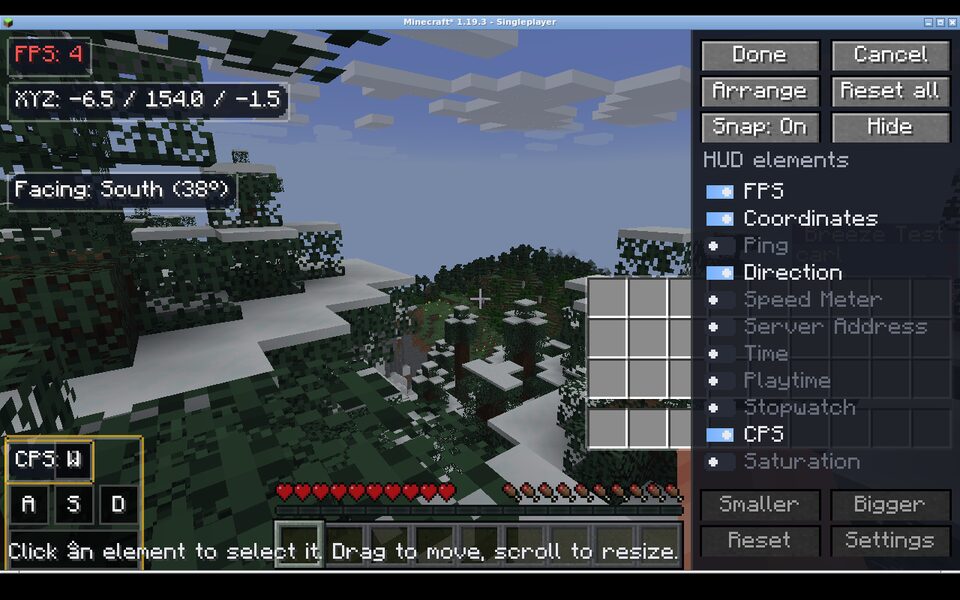 Minecraft* 1.19.3 - Singleplayer
FPS: 4
XYZ: -6.5 / 154.0 / -1.5
Facing: South (38°)
Done
Cancel
Arrange
Reset all
Snap: On
Hide
HUD elements
FPS
Coordinates
Ping
Direction
Speed Meter
Server Address
Time
Playtime
Stopwatch
CPS
Saturation
Smaller
Bigger
Reset
Settings
CPS: W
A S D
Click an element to select it. Drag to move, scroll to resize.